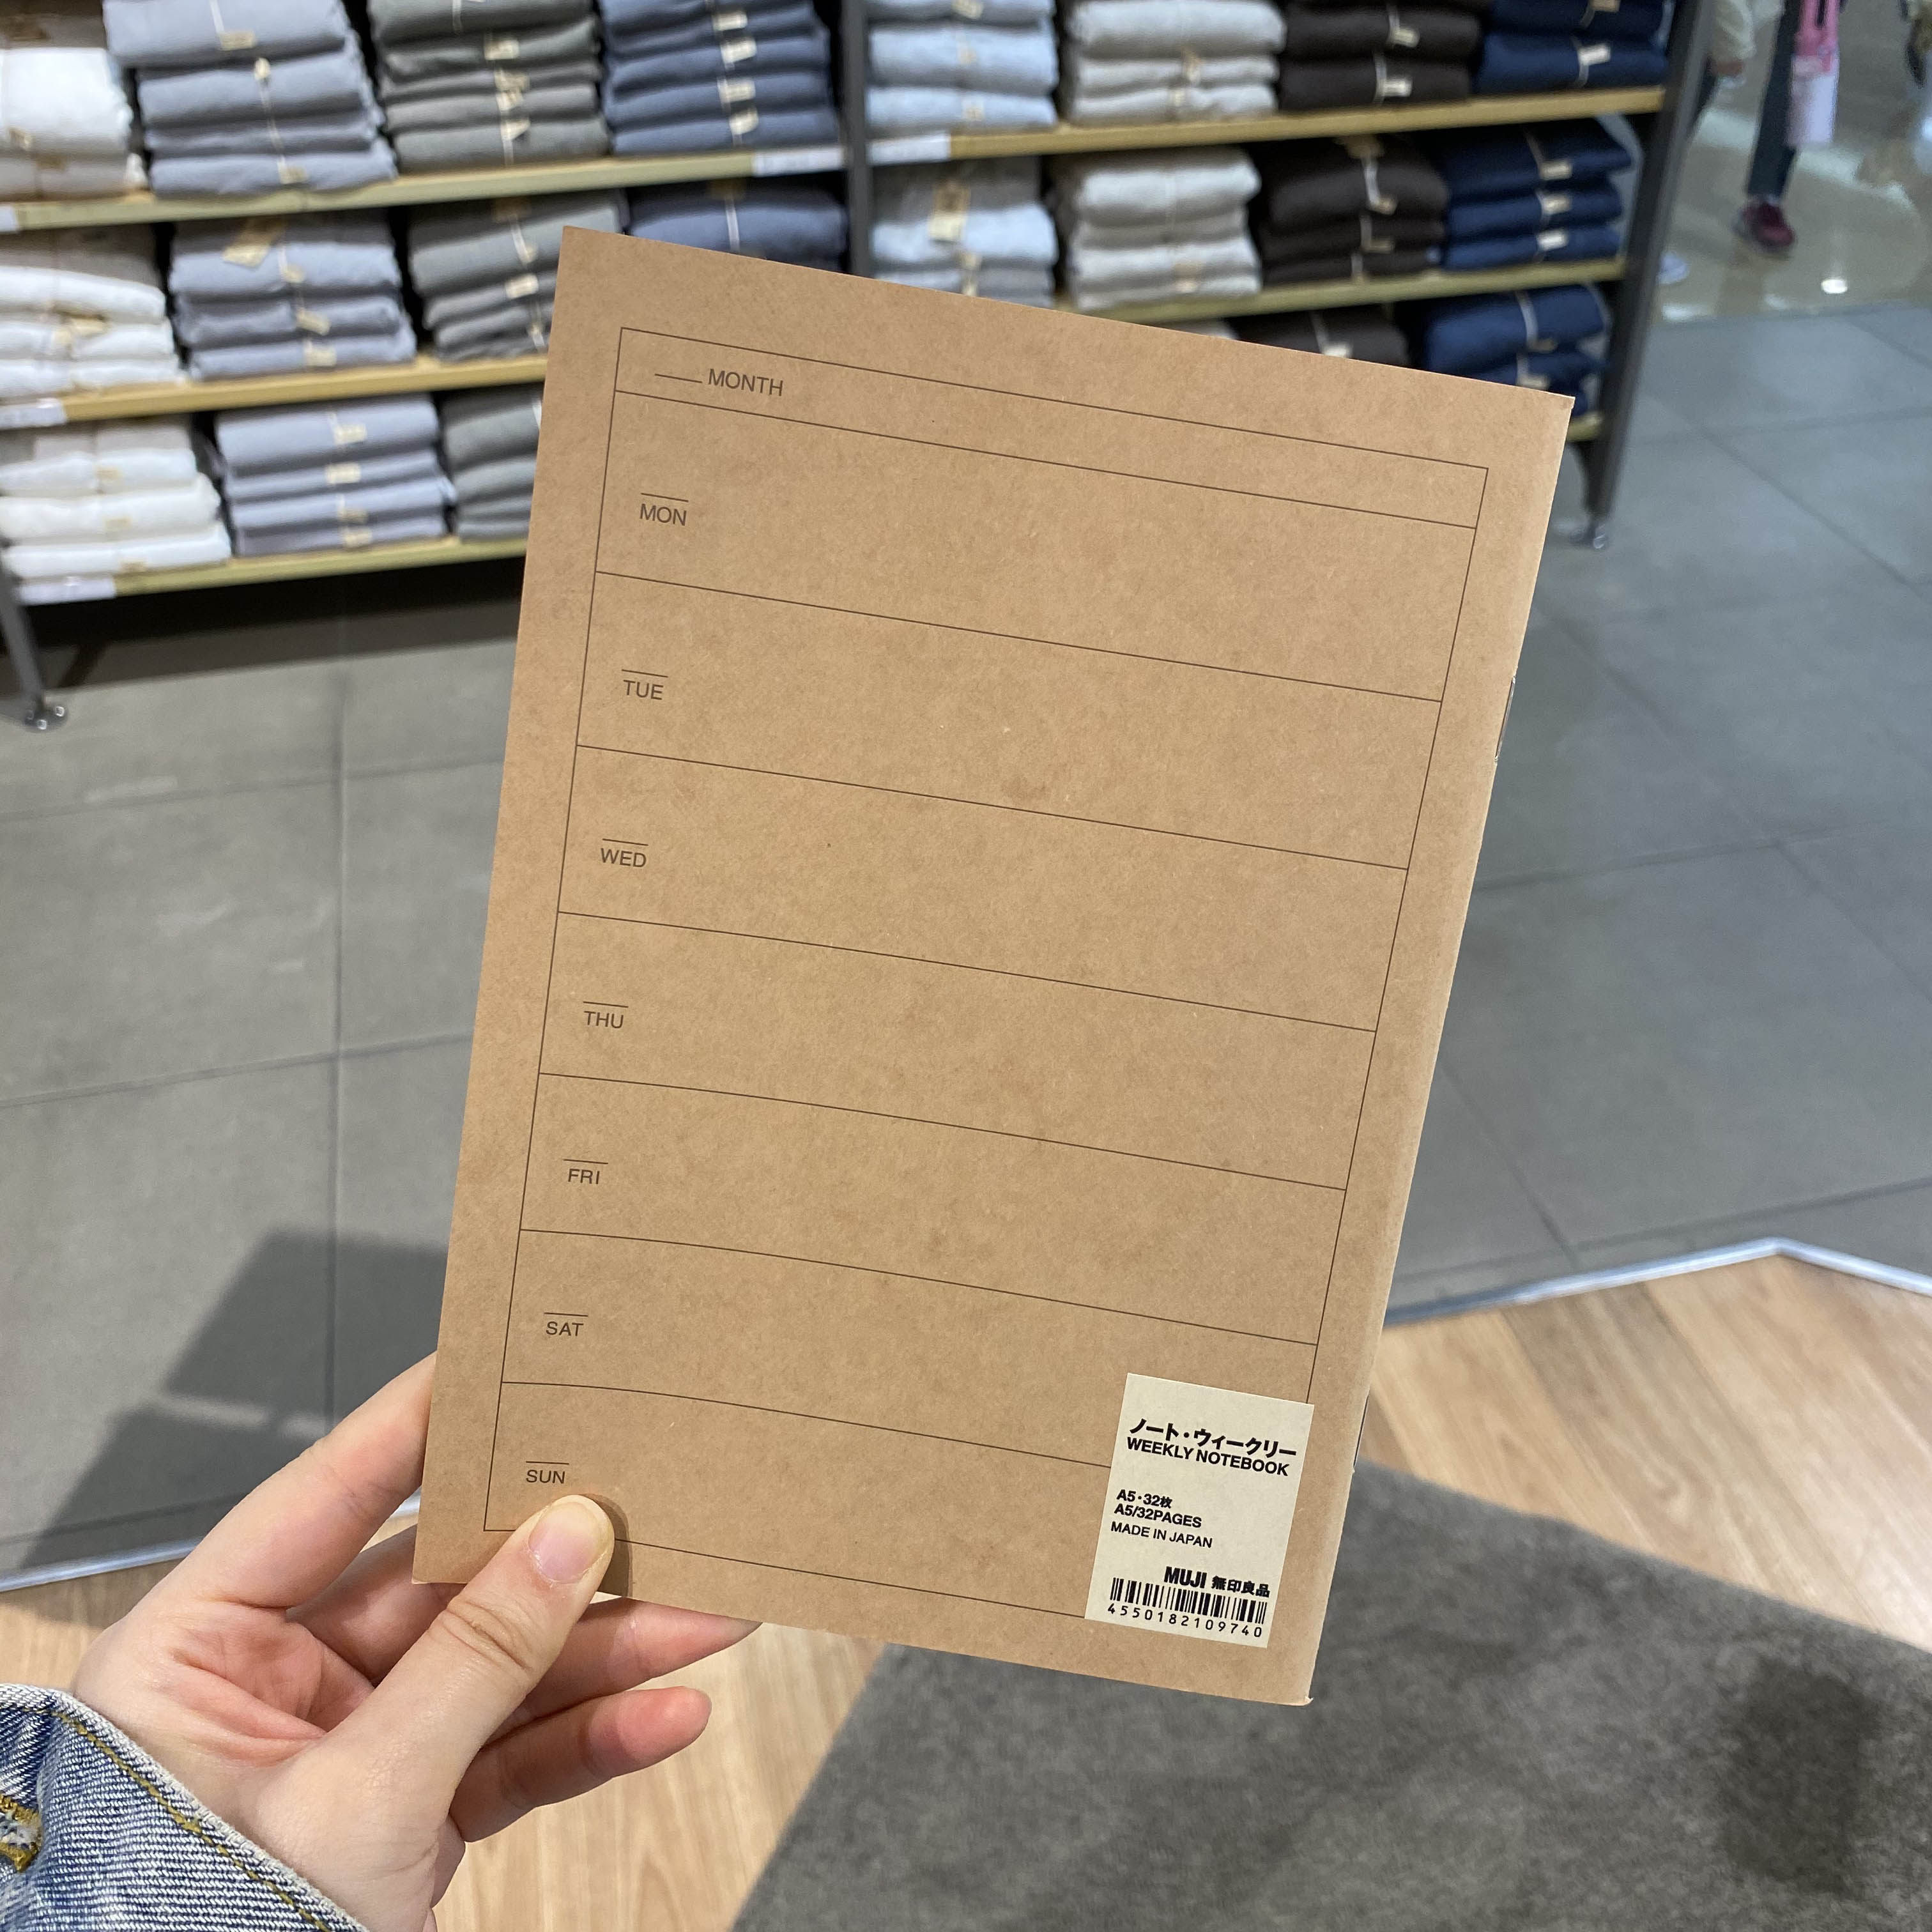 MONTH
MON
TUE
WED
THU
FRI
SAT
SUN
ノート・ウィークリー
WEEKLY NOTEBOOK
A5・32枚
A5/32PAGES
MADE IN JAPAN
MUJI 無印良品
4550182109740